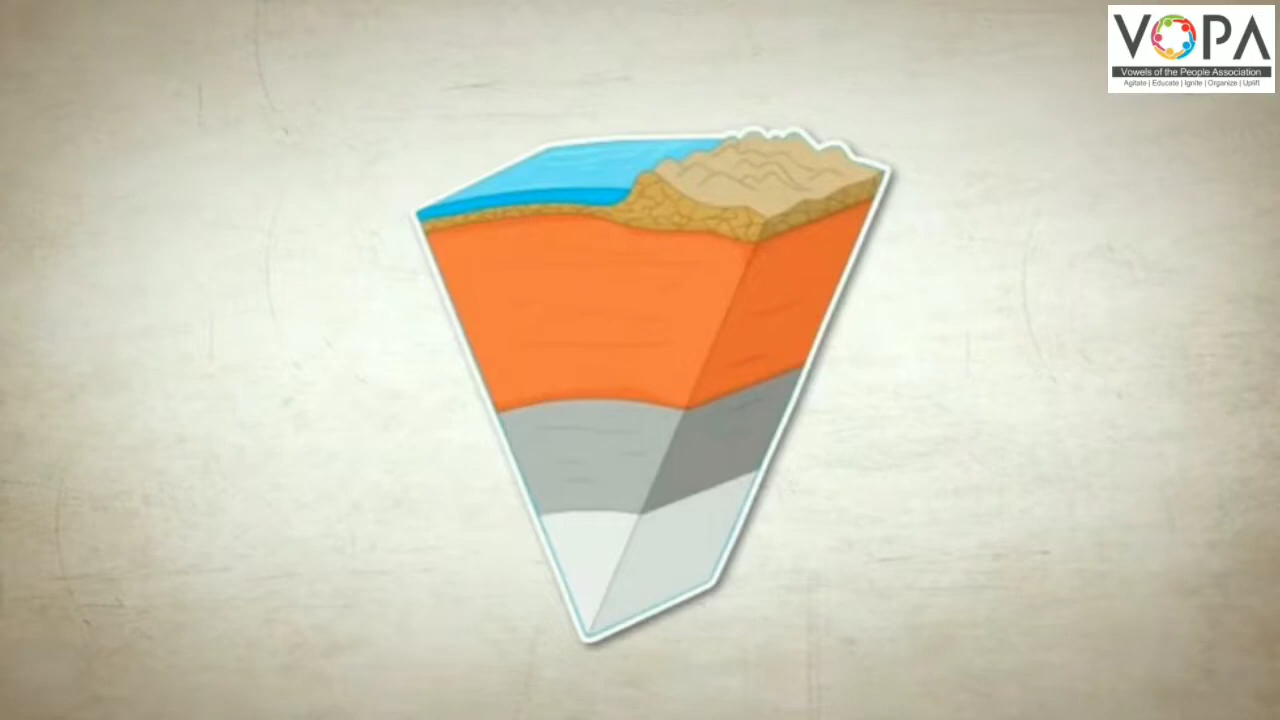 VOPA
Vowels of the People Association
Agitate | Educate | Ignite | Organize | Uplift